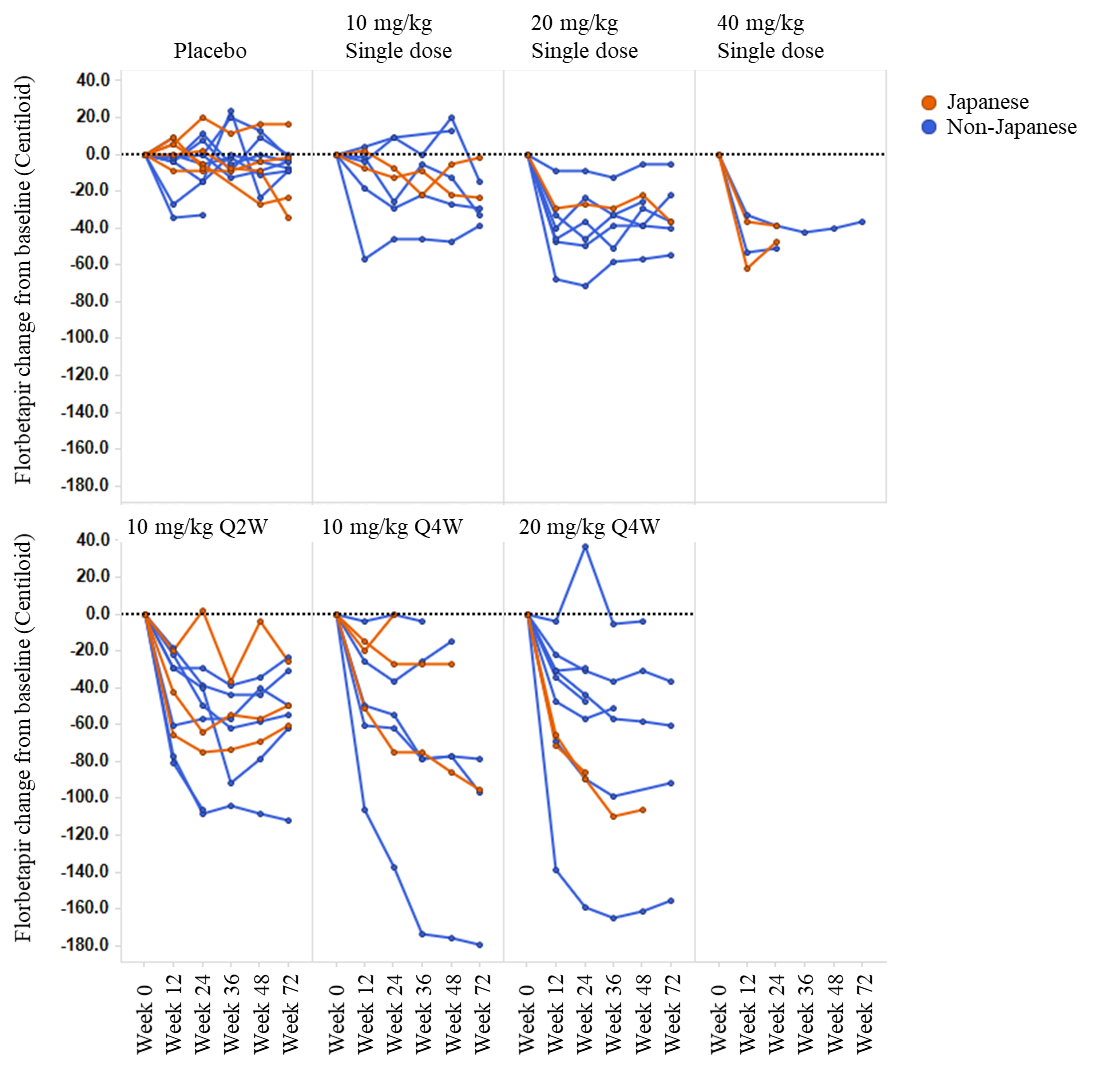 10 mg/kg
20 mg/kg
40 mg/kg
Placebo
Single dose
Single dose
Single dose
Florbetapir change from baseline (Centiloid)
40.0
20.0
0.0
-20.0
-40.0
-60.0
-80.0
-100.0
-120.0
-140.0
-160.0
-180.0
Japanese
Non-Japanese
10 mg/kg Q2W
10 mg/kg Q4W
20 mg/kg Q4W
Florbetapir change from baseline (Centiloid)
40.0
20.0
0.0
-20.0
-40.0
-60.0
-80.0
-100.0
-120.0
-140.0
-160.0
-180.0
Week 0
Week 12
Week 24
Week 36
Week 48
Week 72
Week 0
Week 12
Week 24
Week 36
Week 48
Week 72
Week 0
Week 12
Week 24
Week 36
Week 48
Week 72
Week 0
Week 12
Week 24
Week 36
Week 48
Week 72